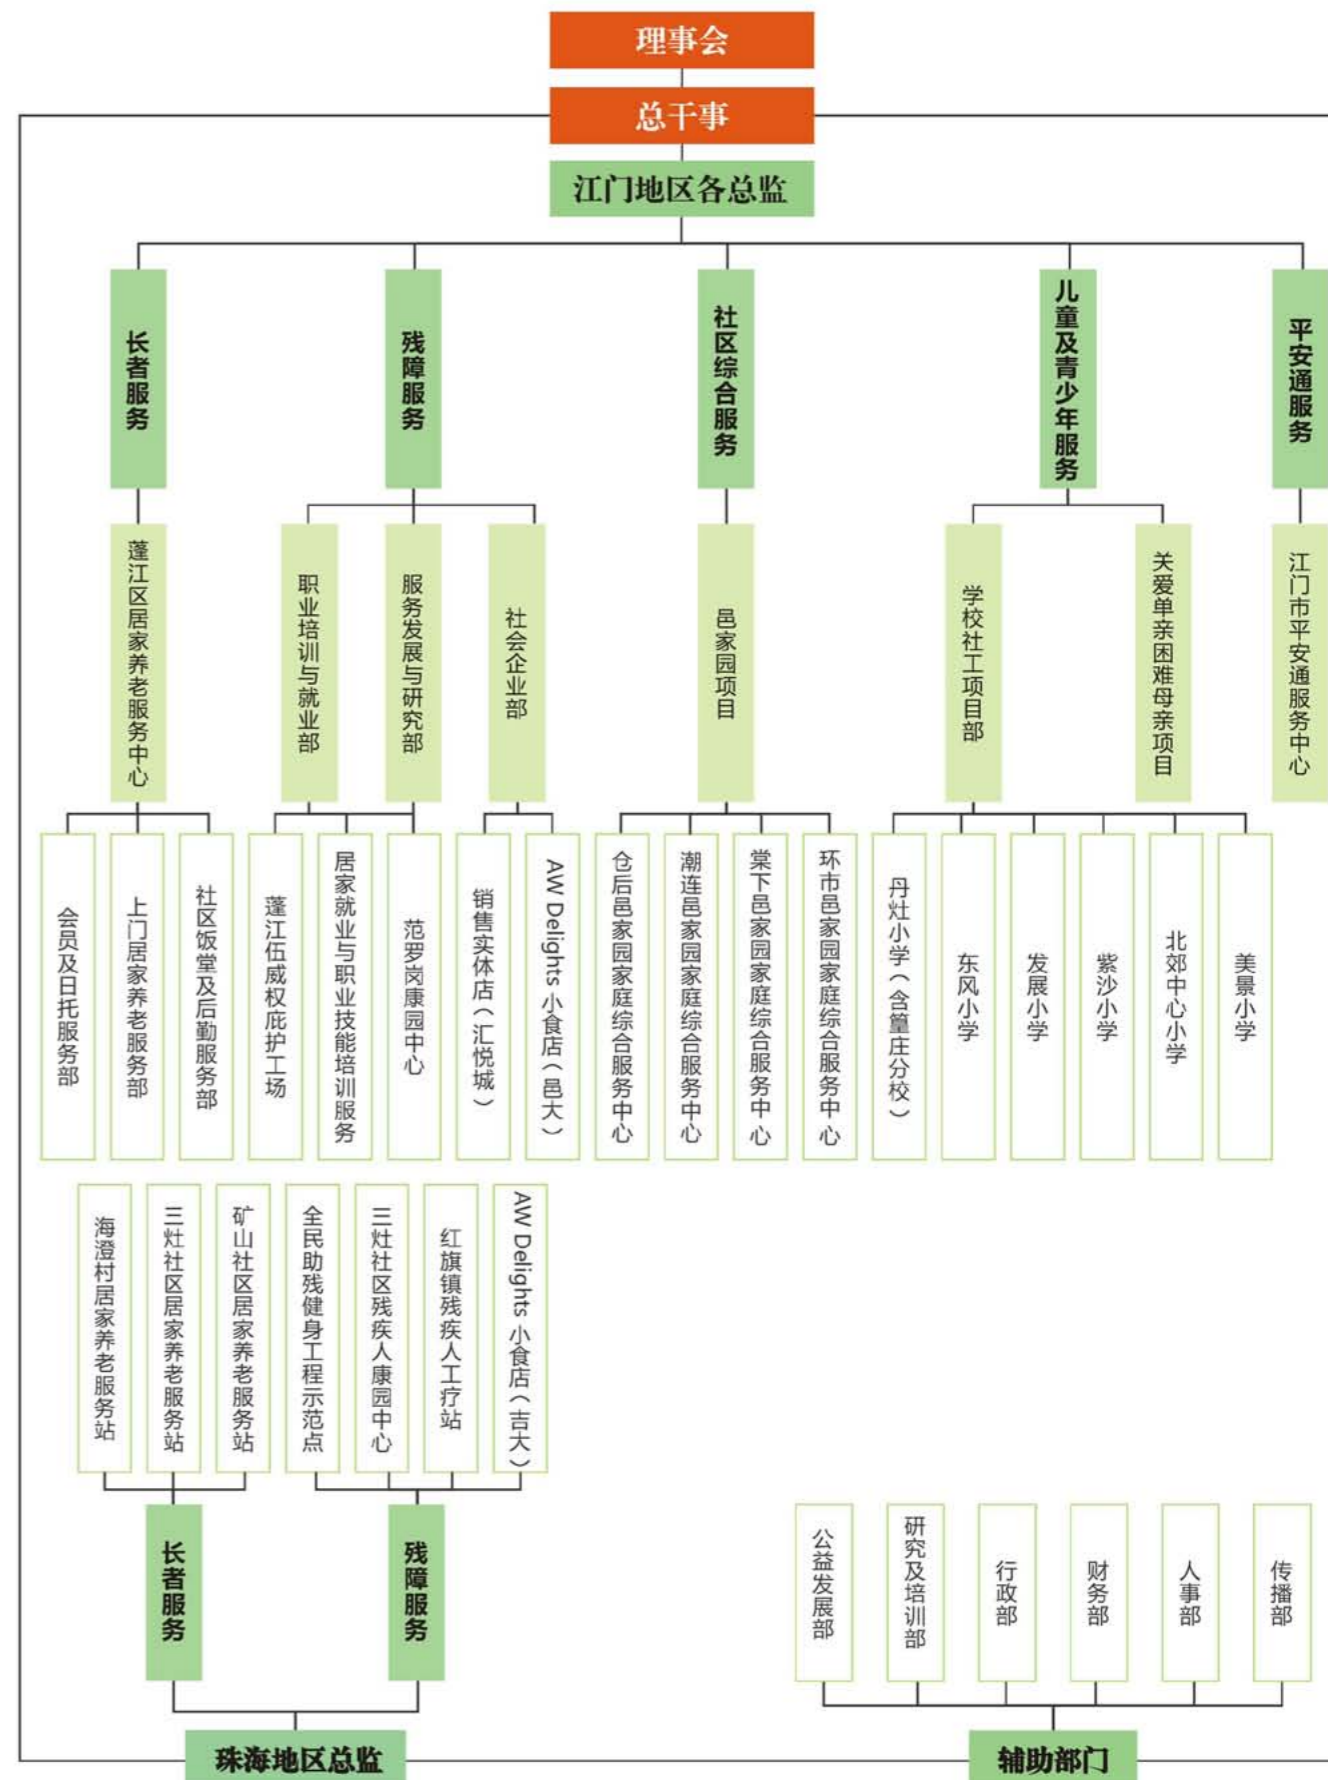 理事会
总干事
江门地区各总监
长者服务
残障服务
社区综合服务
儿童及青少年服务
平安通服务
蓬江区居家养老服务中心
职业培训与就业部
服务发展与研究部
社会企业部
邑家园项目
学校社工项目部
关爱单亲困难母亲项目
江门市平安通服务中心
会员及日托服务部
上门居家养老服务部
社区饭堂及后勤服务部
蓬江伍威权庇护工场
居家就业与职业技能培训服务
范罗岗康园中心
销售实体店（汇悦城）
AW Delights 小食店（邑大）
仓后邑家园家庭综合服务中心
潮连邑家园家庭综合服务中心
棠下邑家园家庭综合服务中心
环市邑家园家庭综合服务中心
丹灶小学（含篁庄分校）
东风小学
发展小学
紫沙小学
北郊中心小学
美景小学
海澄村居家养老服务站
三灶社区居家养老服务站
矿山社区居家养老服务站
全民助残健身工程示范点
三灶社区残疾人康园中心
红旗镇残疾人工疗站
AW Delights 小食店（吉大）
长者服务
残障服务
公益发展部
研究及培训部
行政部
财务部
人事部
传播部
珠海地区总监
辅助部门